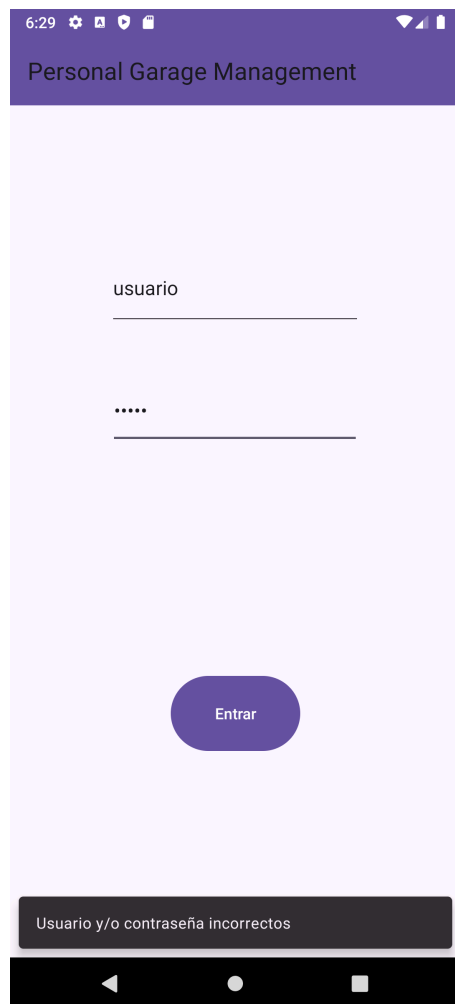 6:29
Personal Garage Management
usuario
•••••
Entrar
Usuario y/o contraseña incorrectos